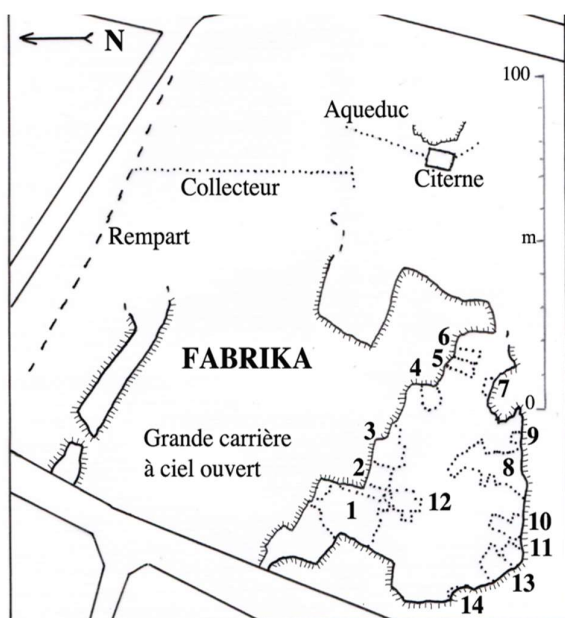 N
100
Aqueduc
Citerne
Collecteur
m
Rempart
FABRIKA
6
5
4
7
0
3
9
Grande carrière
à ciel ouvert
2
8
1
12
10
11
13
14